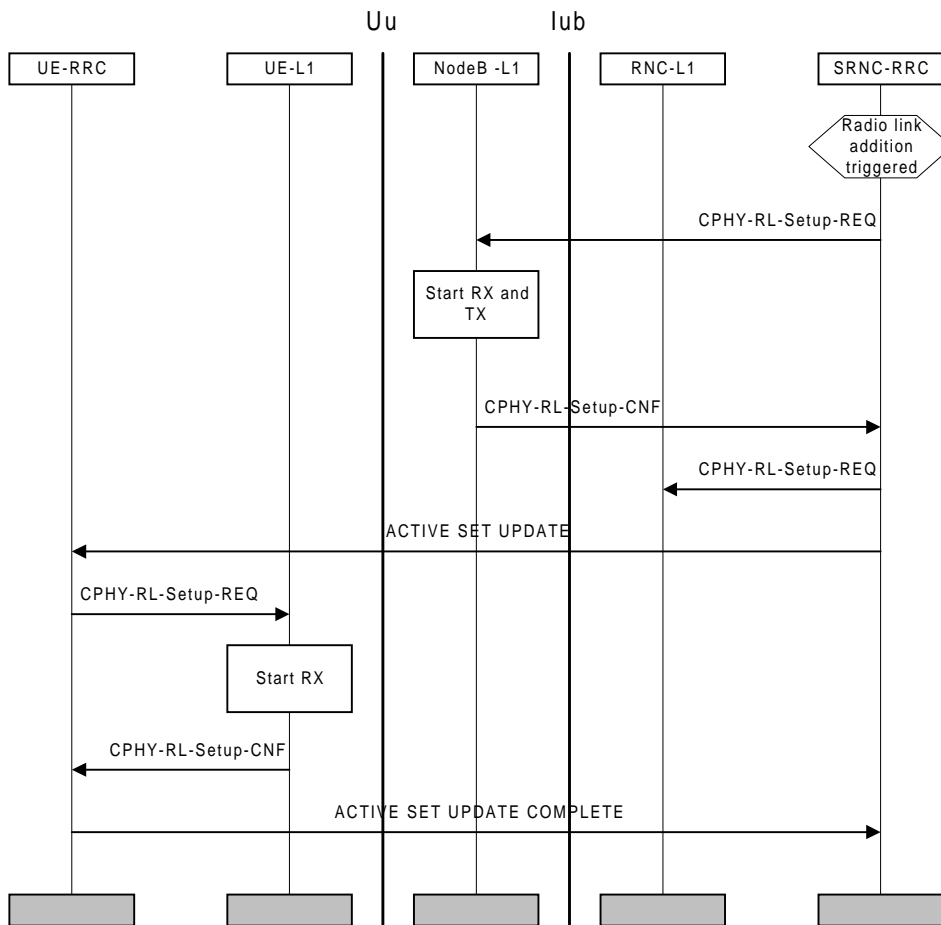 Uu
Iub
UE-RRC
UE-L1
NodeB -L1
RNC-L1
SRNC-RRC
Radio link
addition
triggered
CPHY-RL-Setup-REQ
Start RX and
TX
CPHY-RL-Setup-CNF
CPHY-RL-Setup-REQ
ACTIVE SET UPDATE
CPHY-RL-Setup-REQ
Start RX
CPHY-RL-Setup-CNF
ACTIVE SET UPDATE COMPLETE